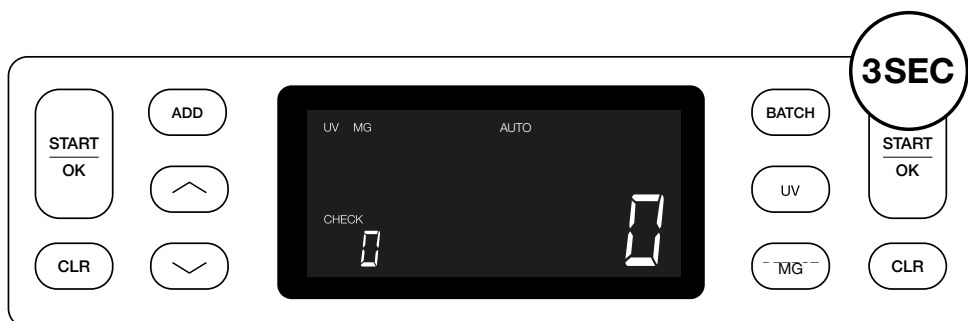 3SEC
START
OK
CLR
ADD
UV MG AUTO
CHECK
0
0
BATCH
UV
MG
START
OK
CLR